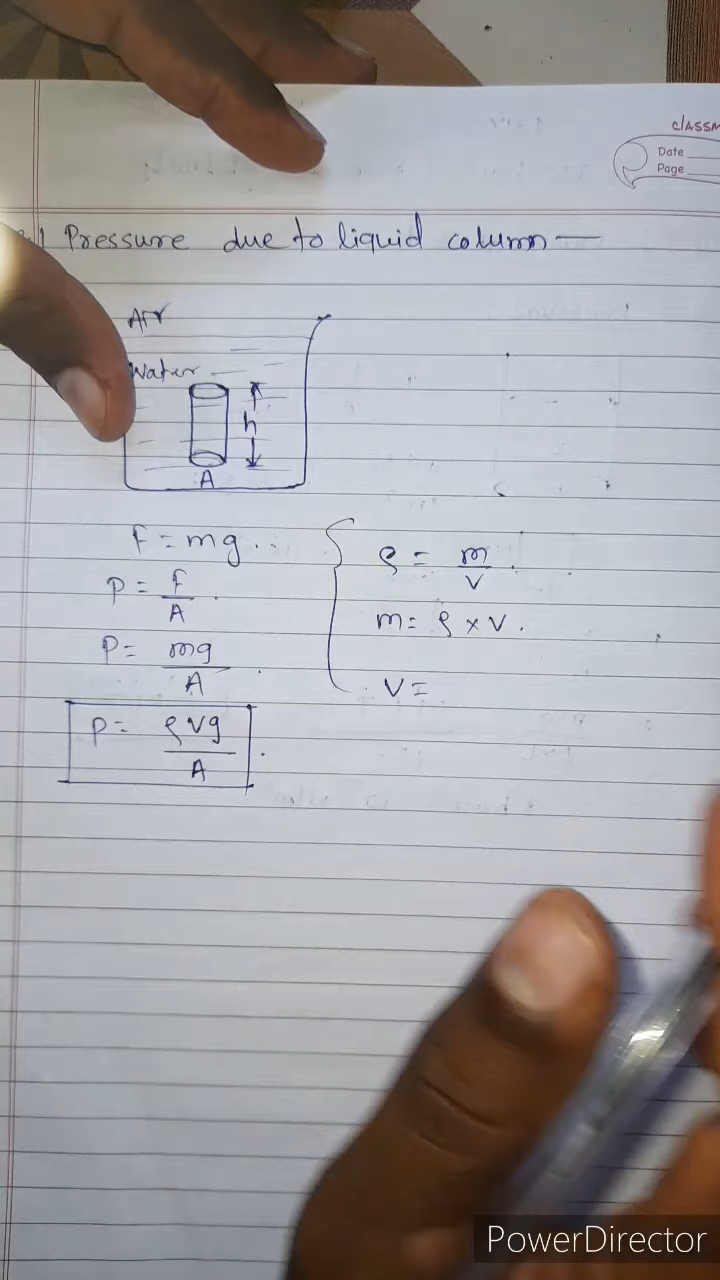 classm
Date
Page
Pressure due to liquid column —
Air
Water
h
A
F = mg ..
P = F/A .
P = mg/A .
P = ρVg/A .
ρ = m/V .
m = ρ × V .
V =
PowerDirector